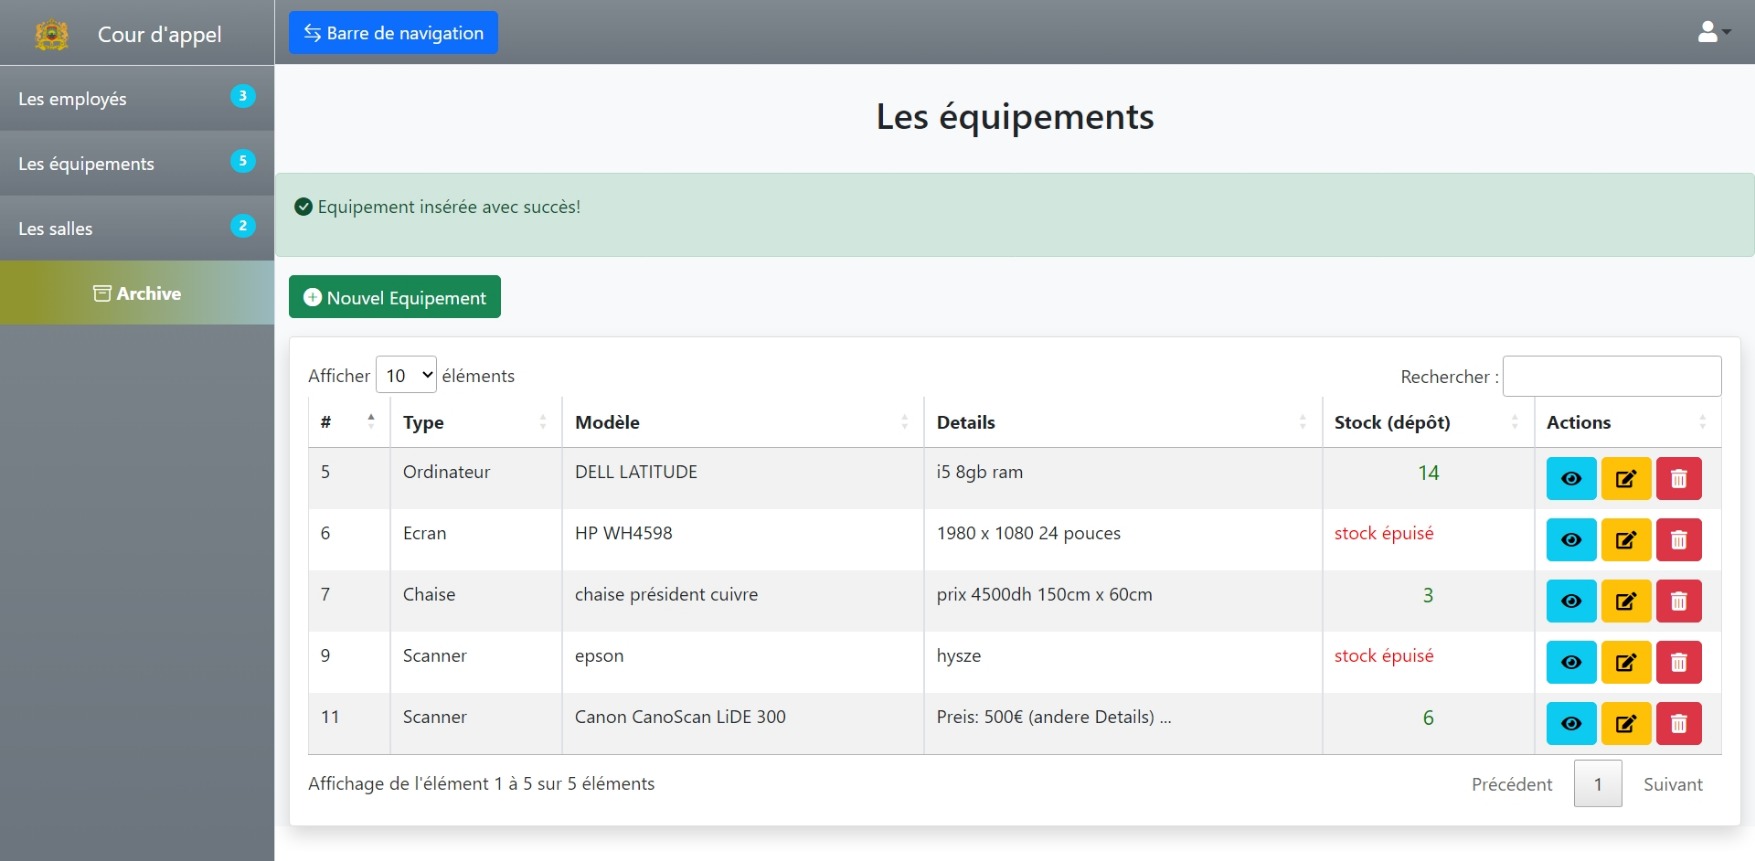 Cour d'appel
Barre de navigation
Les employés 3
Les équipements 5
Les salles 2
Archive
Les équipements
Equipement insérée avec succès!
Nouvel Equipement
Afficher 10 éléments
Rechercher :
# Type Modèle Details Stock (dépôt) Actions
5 Ordinateur DELL LATITUDE i5 8gb ram 14
6 Ecran HP WH4598 1980 x 1080 24 pouces stock épuisé
7 Chaise chaise président cuivre prix 4500dh 150cm x 60cm 3
9 Scanner epson hysze stock épuisé
11 Scanner Canon CanoScan LiDE 300 Preis: 500€ (andere Details) ... 6
Affichage de l'élément 1 à 5 sur 5 éléments
Précédent 1 Suivant